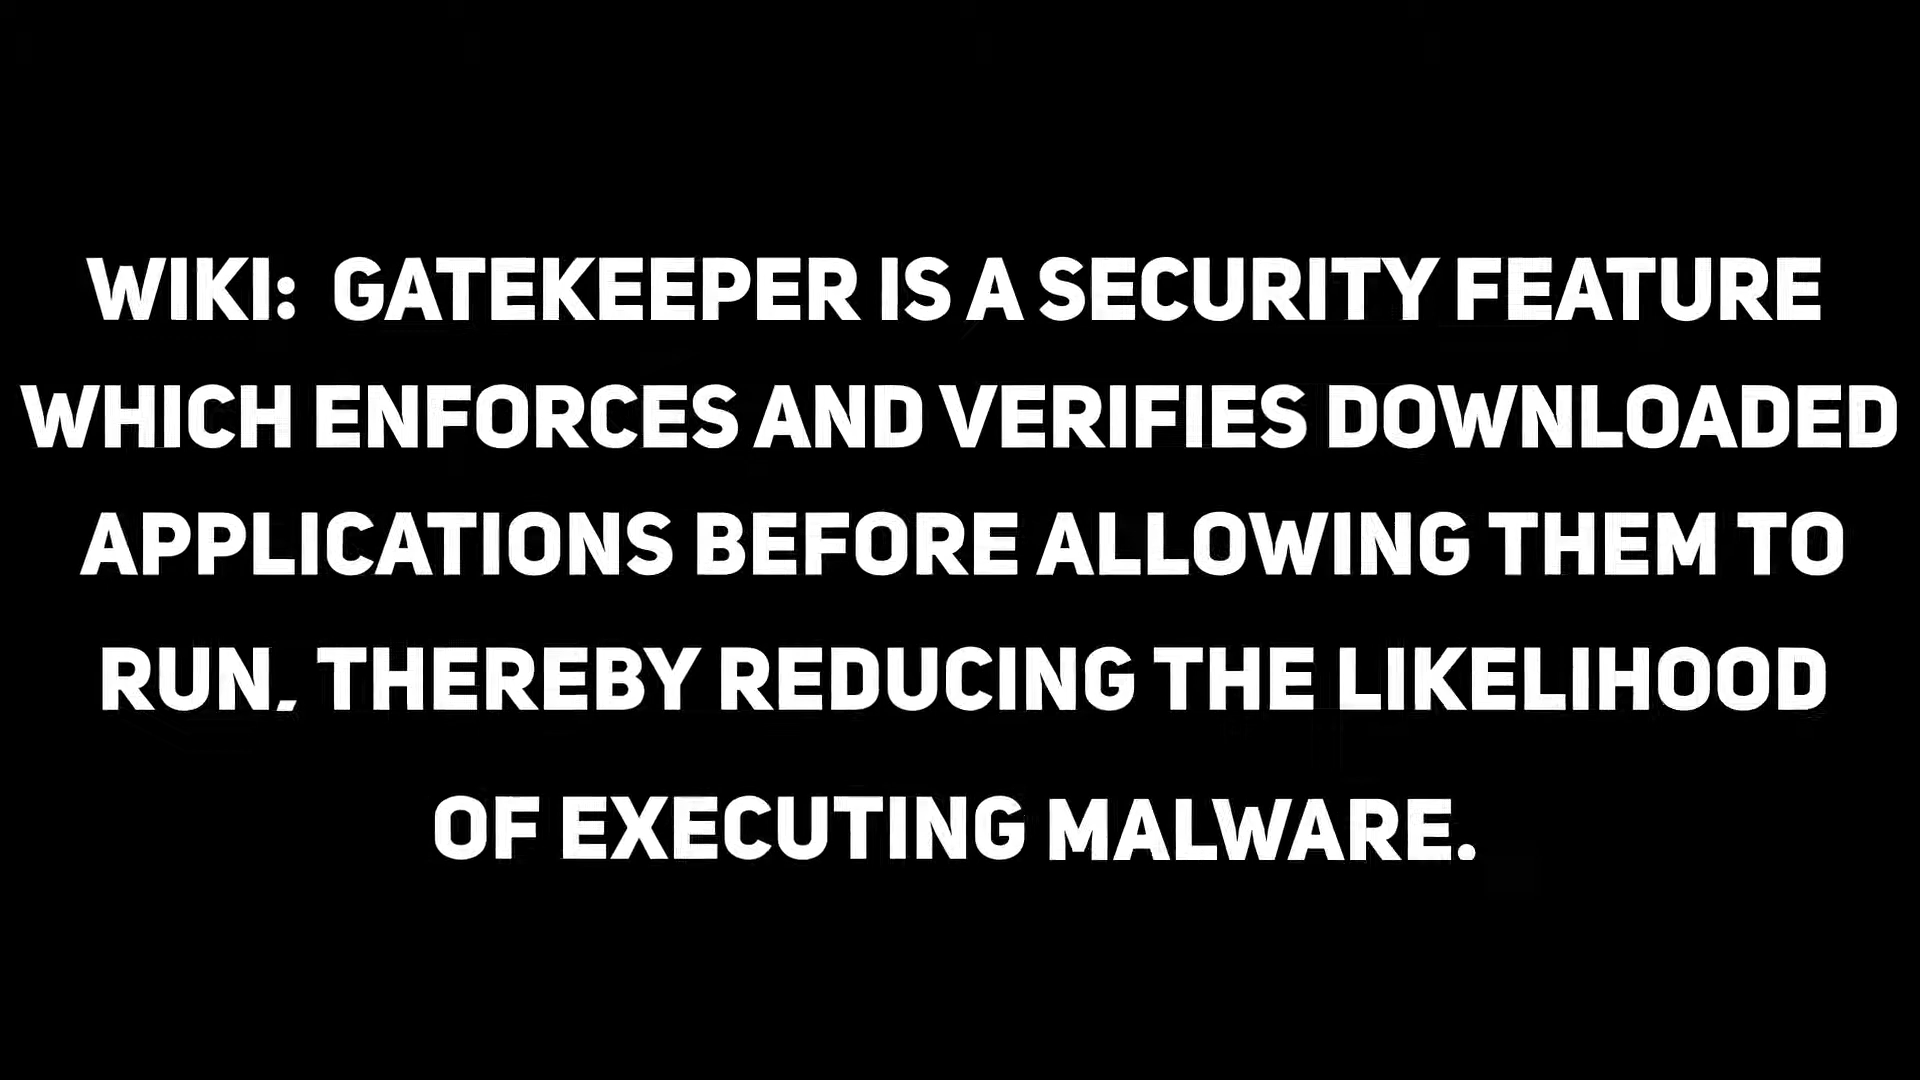 WIKI: GATEKEEPER IS A SECURITY FEATURE
WHICH ENFORCES AND VERIFIES DOWNLOADED
APPLICATIONS BEFORE ALLOWING THEM TO
RUN, THEREBY REDUCING THE LIKELIHOOD
OF EXECUTING MALWARE.